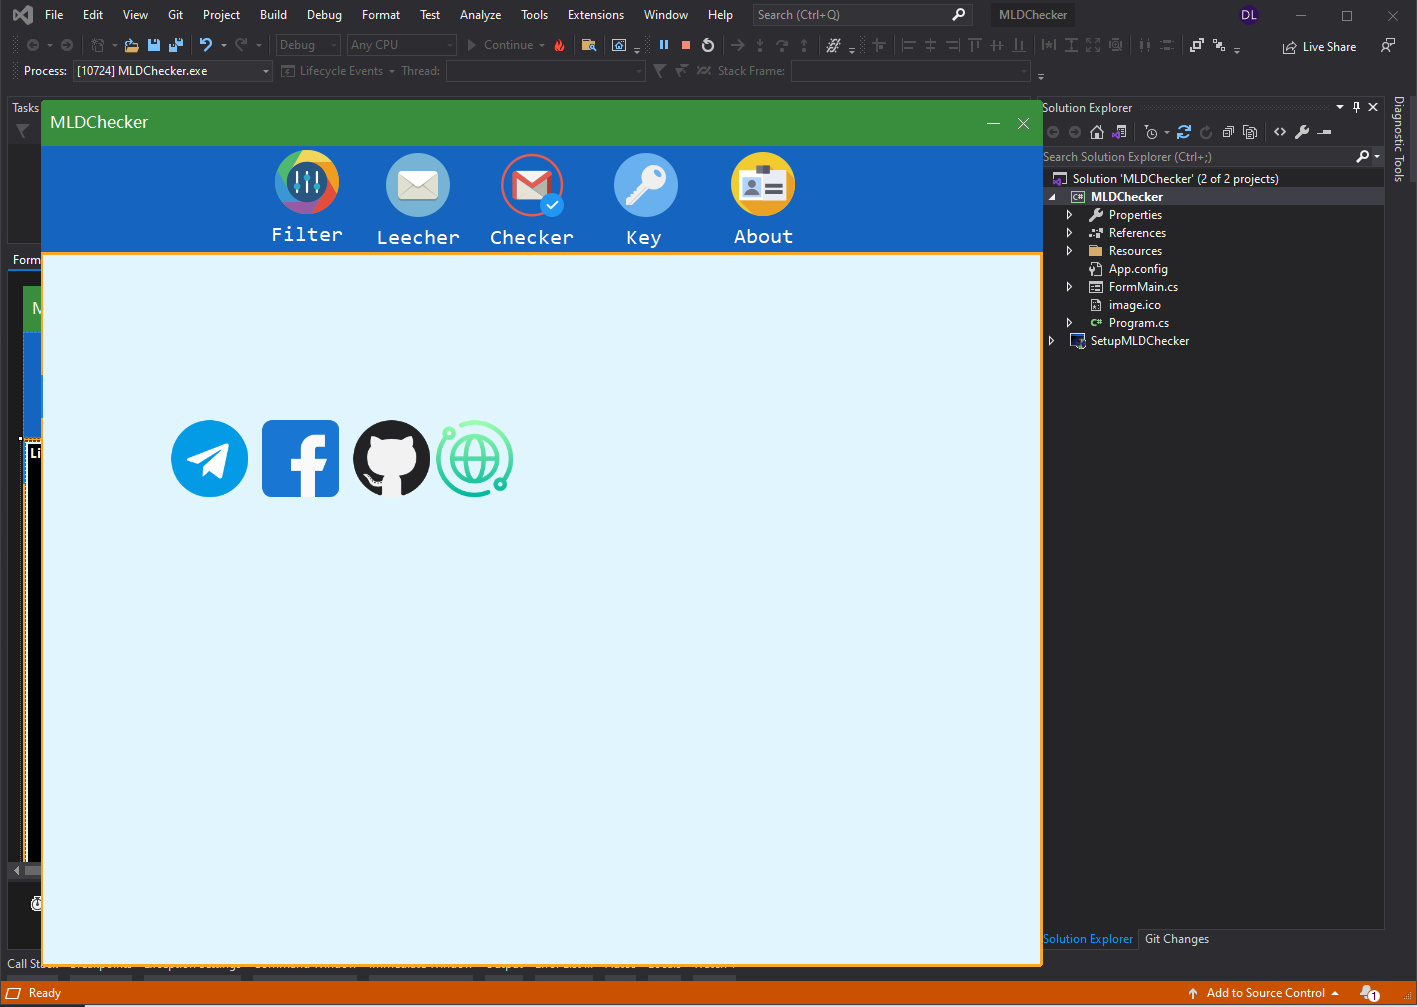 File Edit View Git Project Build Debug Format Test Analyze Tools Extensions Window Help Search (Ctrl+Q) MLDChecker DL
Debug Any CPU Continue Live Share
Process: [10724] MLDChecker.exe Lifecycle Events Thread: Stack Frame:
Tasks
MLDChecker
Filter Leecher Checker Key About
Form
M
Li
Solution Explorer
Search Solution Explorer (Ctrl+;)
Solution 'MLDChecker' (2 of 2 projects)
MLDChecker
Properties
References
Resources
App.config
FormMain.cs
image.ico
Program.cs
SetupMLDChecker
Diagnostic Tools
Solution Explorer Git Changes
Call Stack
Ready Add to Source Control 1